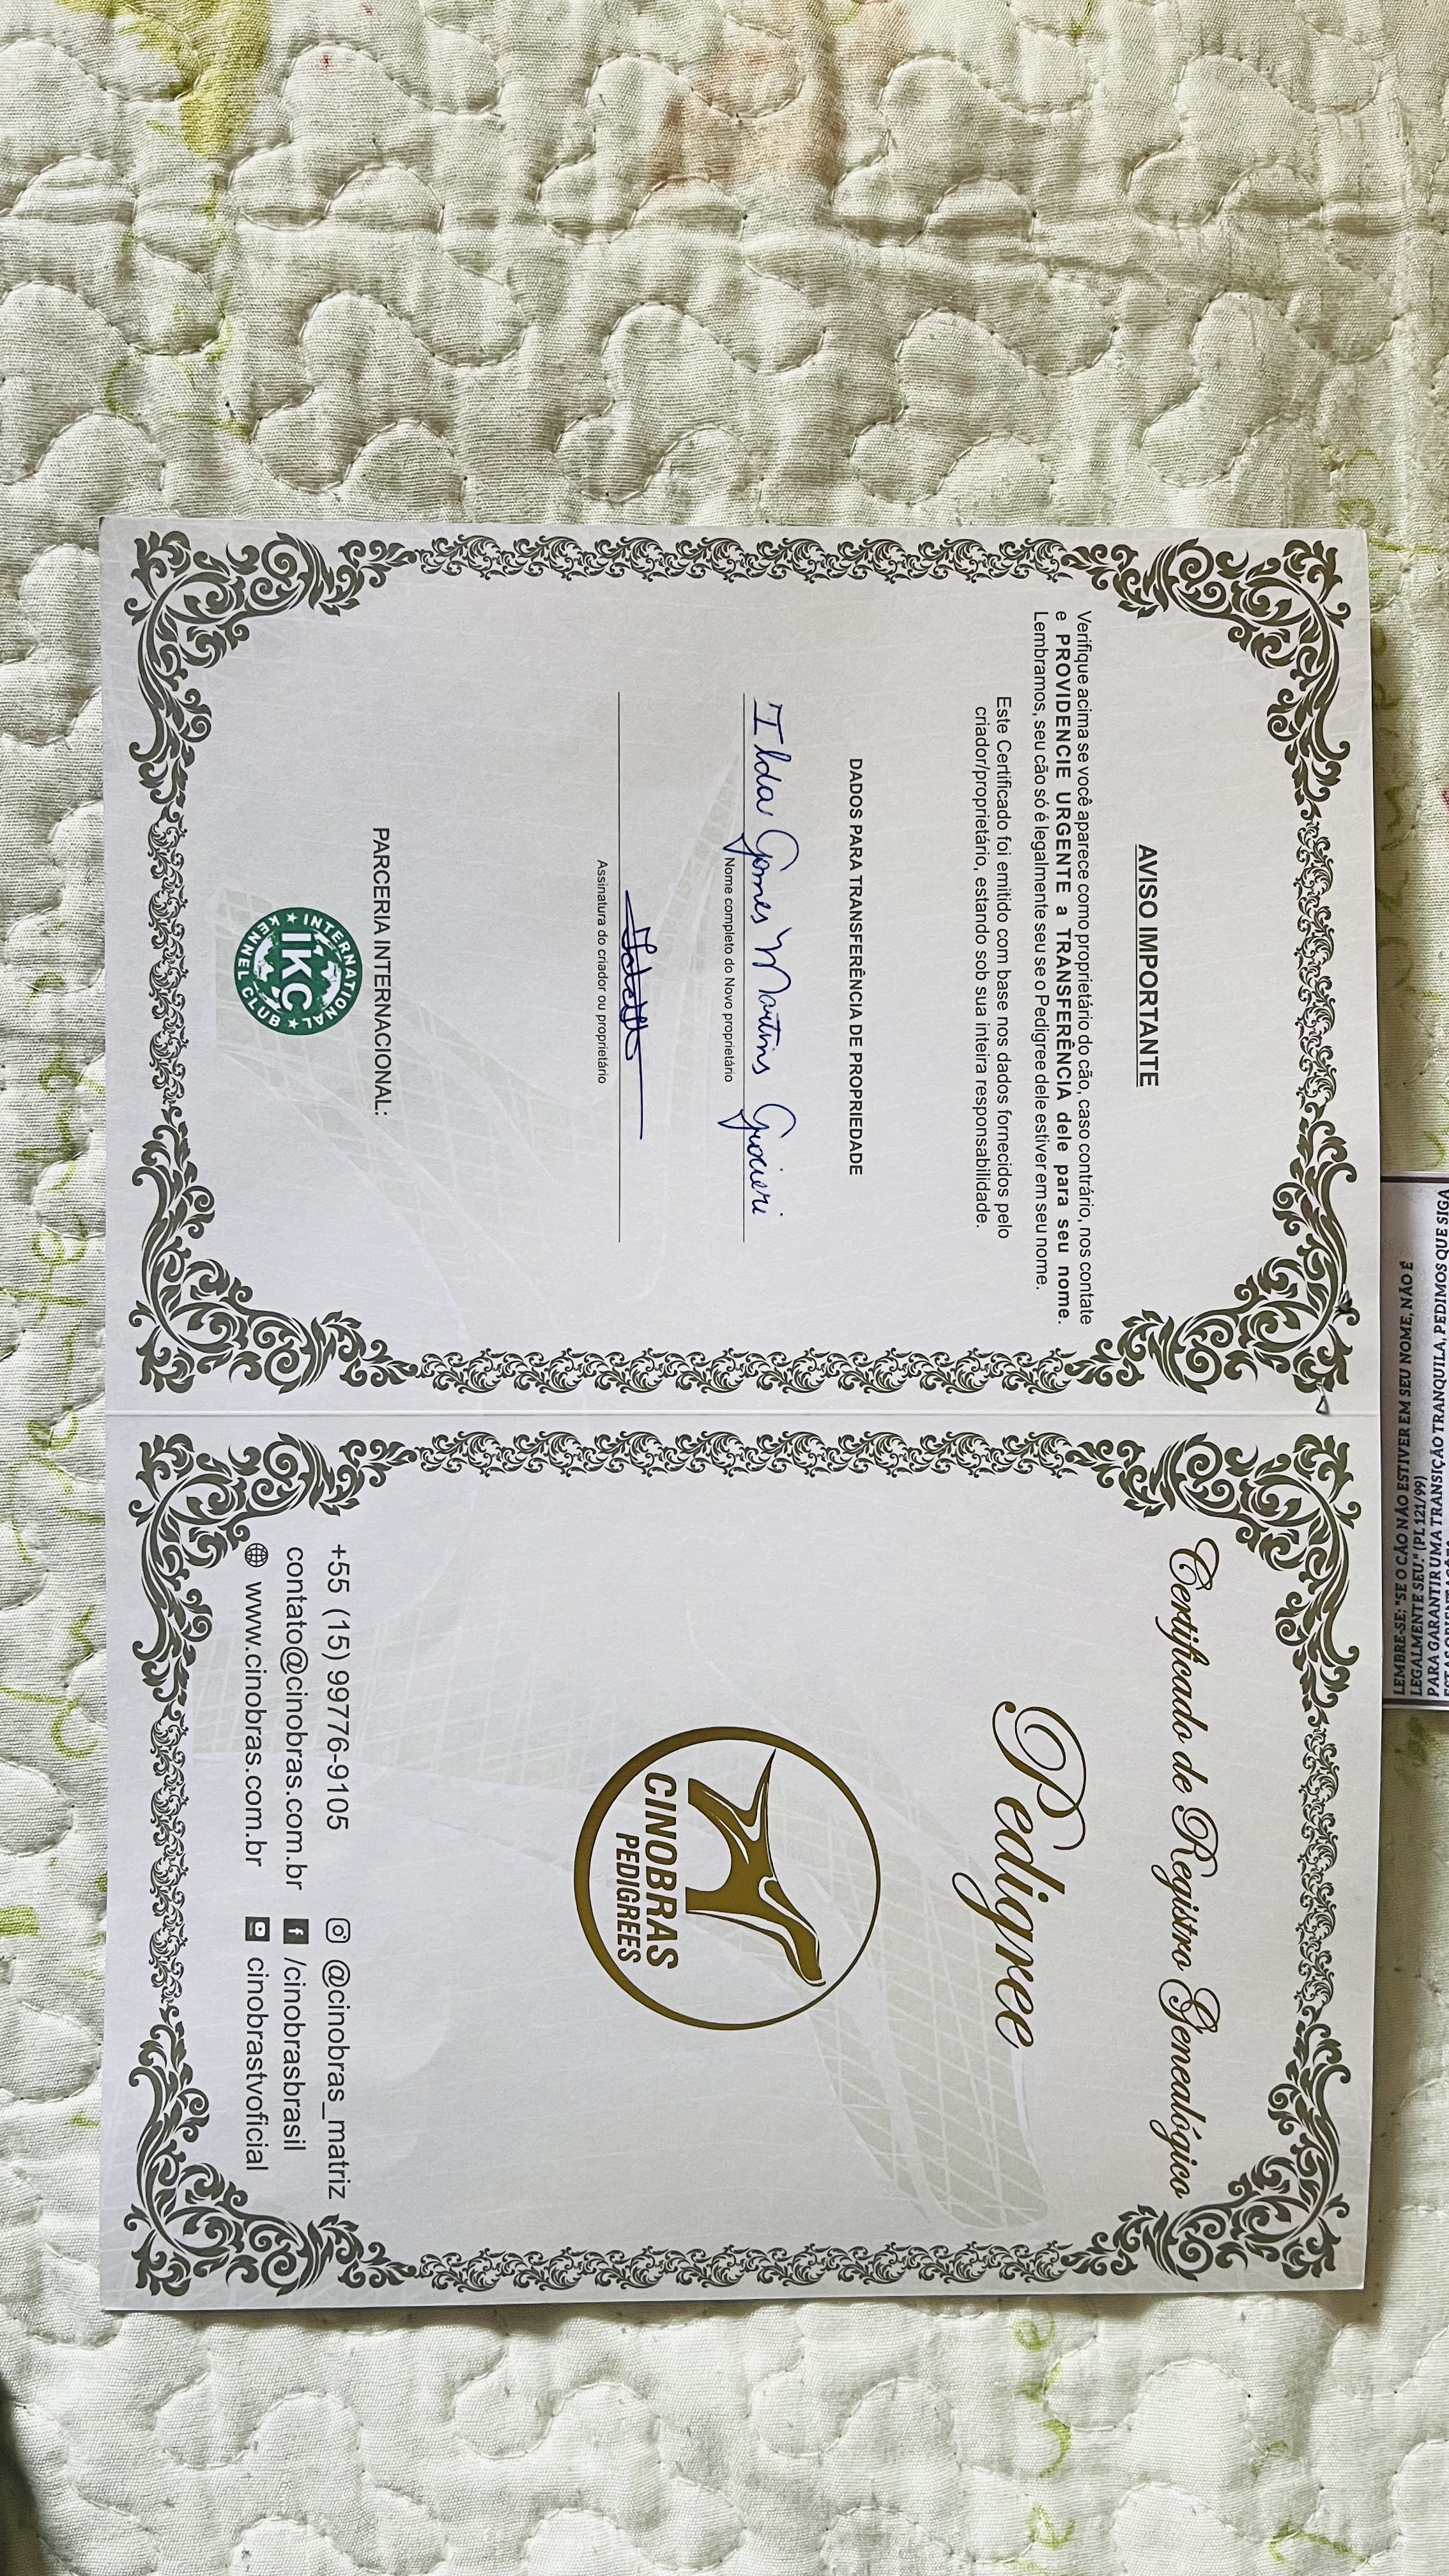 AVISO IMPORTANTE
Verifique acima se você aparece como proprietário do cão, caso contrário, nos contate
e PROVIDENCIE URGENTE a TRANSFERÊNCIA dele para seu nome.
Lembramos, seu cão só é legalmente seu se o Pedigree dele estiver em seu nome.
Este Certificado foi emitido com base nos dados fornecidos pelo
criador/proprietário, estando sob sua inteira responsabilidade.
DADOS PARA TRANSFERÊNCIA DE PROPRIEDADE
Ilda Gomes Martins
Nome completo do Novo proprietário
Assinatura do criador ou proprietário
PARCERIA INTERNACIONAL:
INTERNATIONAL
IKC
KENNEL CLUB
Certificado de Registro Genealógico
Pedigree
CINOBRAS
PEDIGREES
+55 (15) 99776-9105
contato@cinobras.com.br
www.cinobras.com.br
@cinobras_matriz
/cinobrasbrasil
cinobrastvoficial
LEMBRE-SE: "SE O CÃO NÃO ESTIVER EM SEU NOME, NÃO É
LEGALMENTE SEU." (PL 121/99)
PARA GARANTIR UMA TRANSIÇÃO TRANQUILA, PEDIMOS QUE SIGA